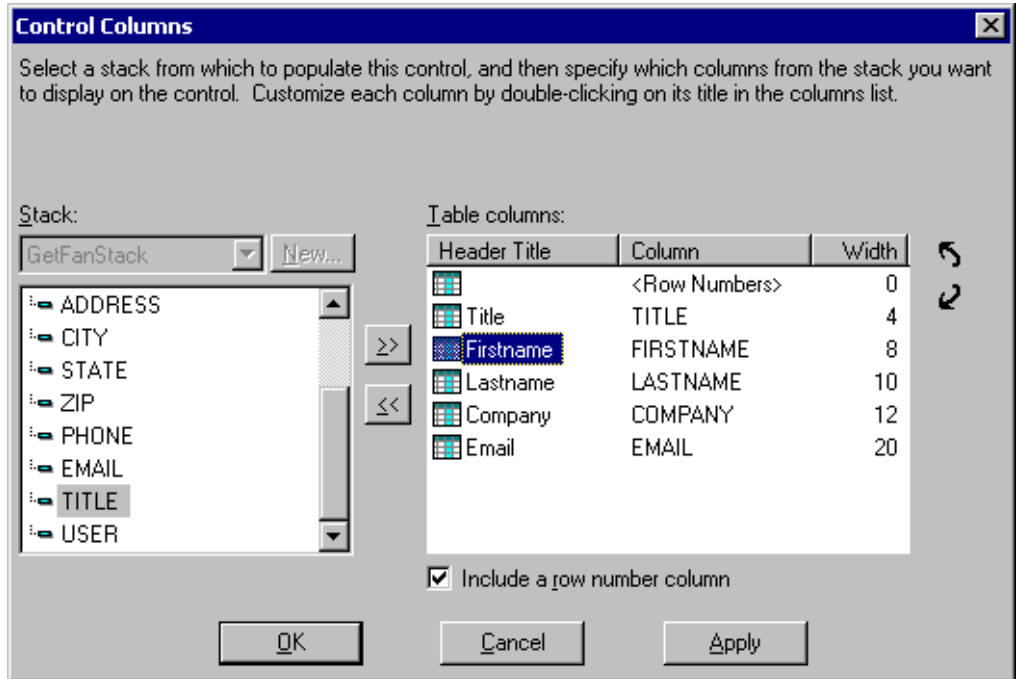 Control Columns
Select a stack from which to populate this control, and then specify which columns from the stack you want
to display on the control. Customize each column by double-clicking on its title in the columns list.
Stack:
GetFanStack
New...
ADDRESS
CITY
STATE
ZIP
PHONE
EMAIL
TITLE
USER
>>
<<
Table columns:
Header Title Column Width
<Row Numbers> 0
Title TITLE 4
Firstname FIRSTNAME 8
Lastname LASTNAME 10
Company COMPANY 12
Email EMAIL 20
Include a row number column
OK
Cancel
Apply